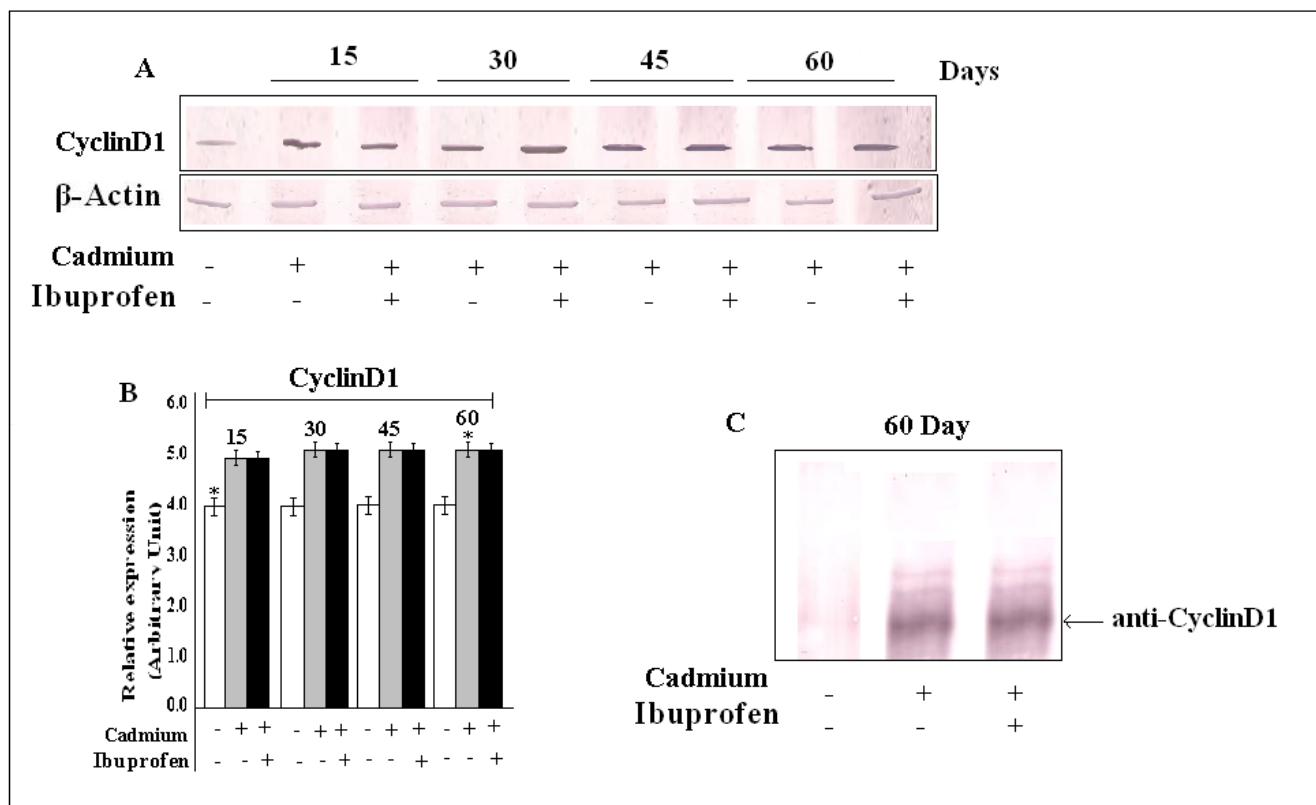 15 30 45 60
A Days
CyclinD1
β-Actin
Cadmium - + + + + + + + +
Ibuprofen - - + - + - + - +
B CyclinD1
6.0
5.0
4.0
3.0
2.0
1.0
0.0
Relative expression
(Arbitrary Unit)
15 30 45 60
* *
Cadmium - + + - + + - + + - + +
Ibuprofen - - + - - + - - + - - +
C 60 Day
anti-CyclinD1
Cadmium - + +
Ibuprofen - - +